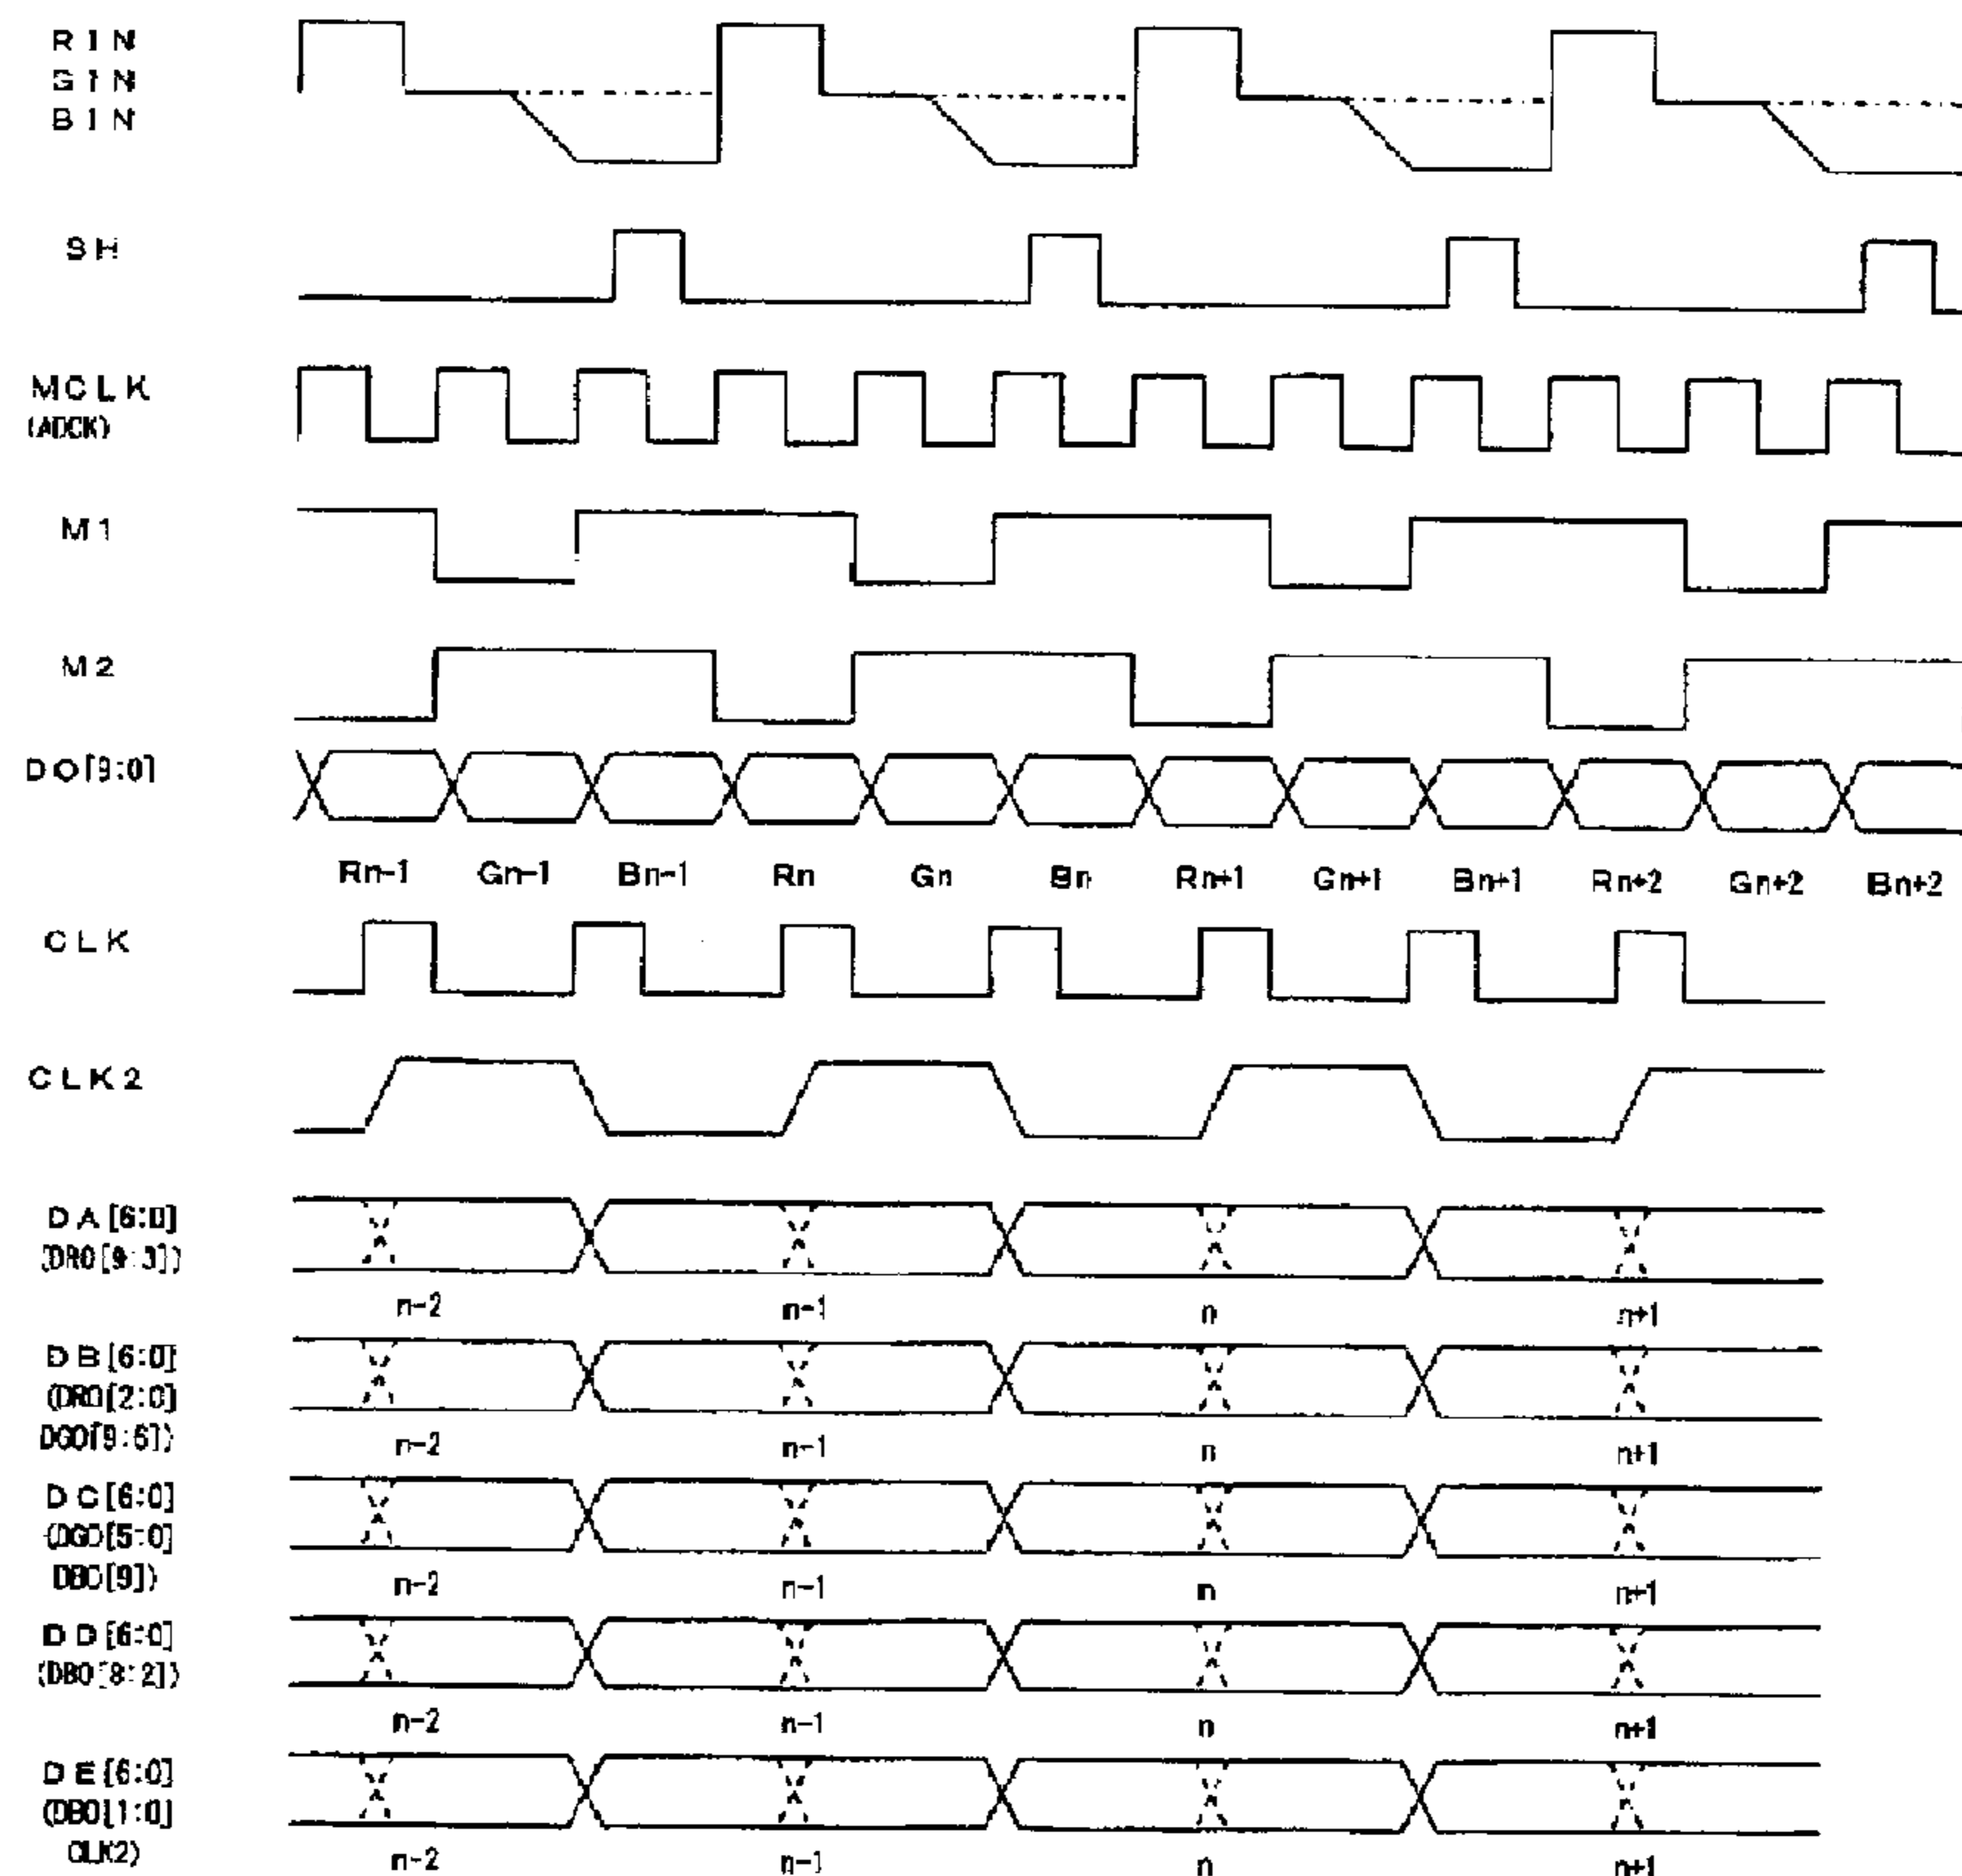 RIN
GIN
BIN
SH
MCLK
(ADCK)
M1
M2
DO[9:0]
Rn-1 Gn-1 Bn-1 Rn Gn Bn Rn+1 Gn+1 Bn+1 Rn+2 Gn+2 Bn+2
CLK
CLK2
DA[6:0]
(DRO[9:3])
n-2 n-1 n n+1
DB[6:0]
(DRO[2:0]
DGO[9:6])
n-2 n-1 n n+1
DC[6:0]
(DGO[5:0]
DBO[9])
n-2 n-1 n n+1
DD[6:0]
(DBO[8:2])
n-2 n-1 n n+1
DE[6:0]
(DBO[1:0]
CLK2)
n-2 n-1 n n+1